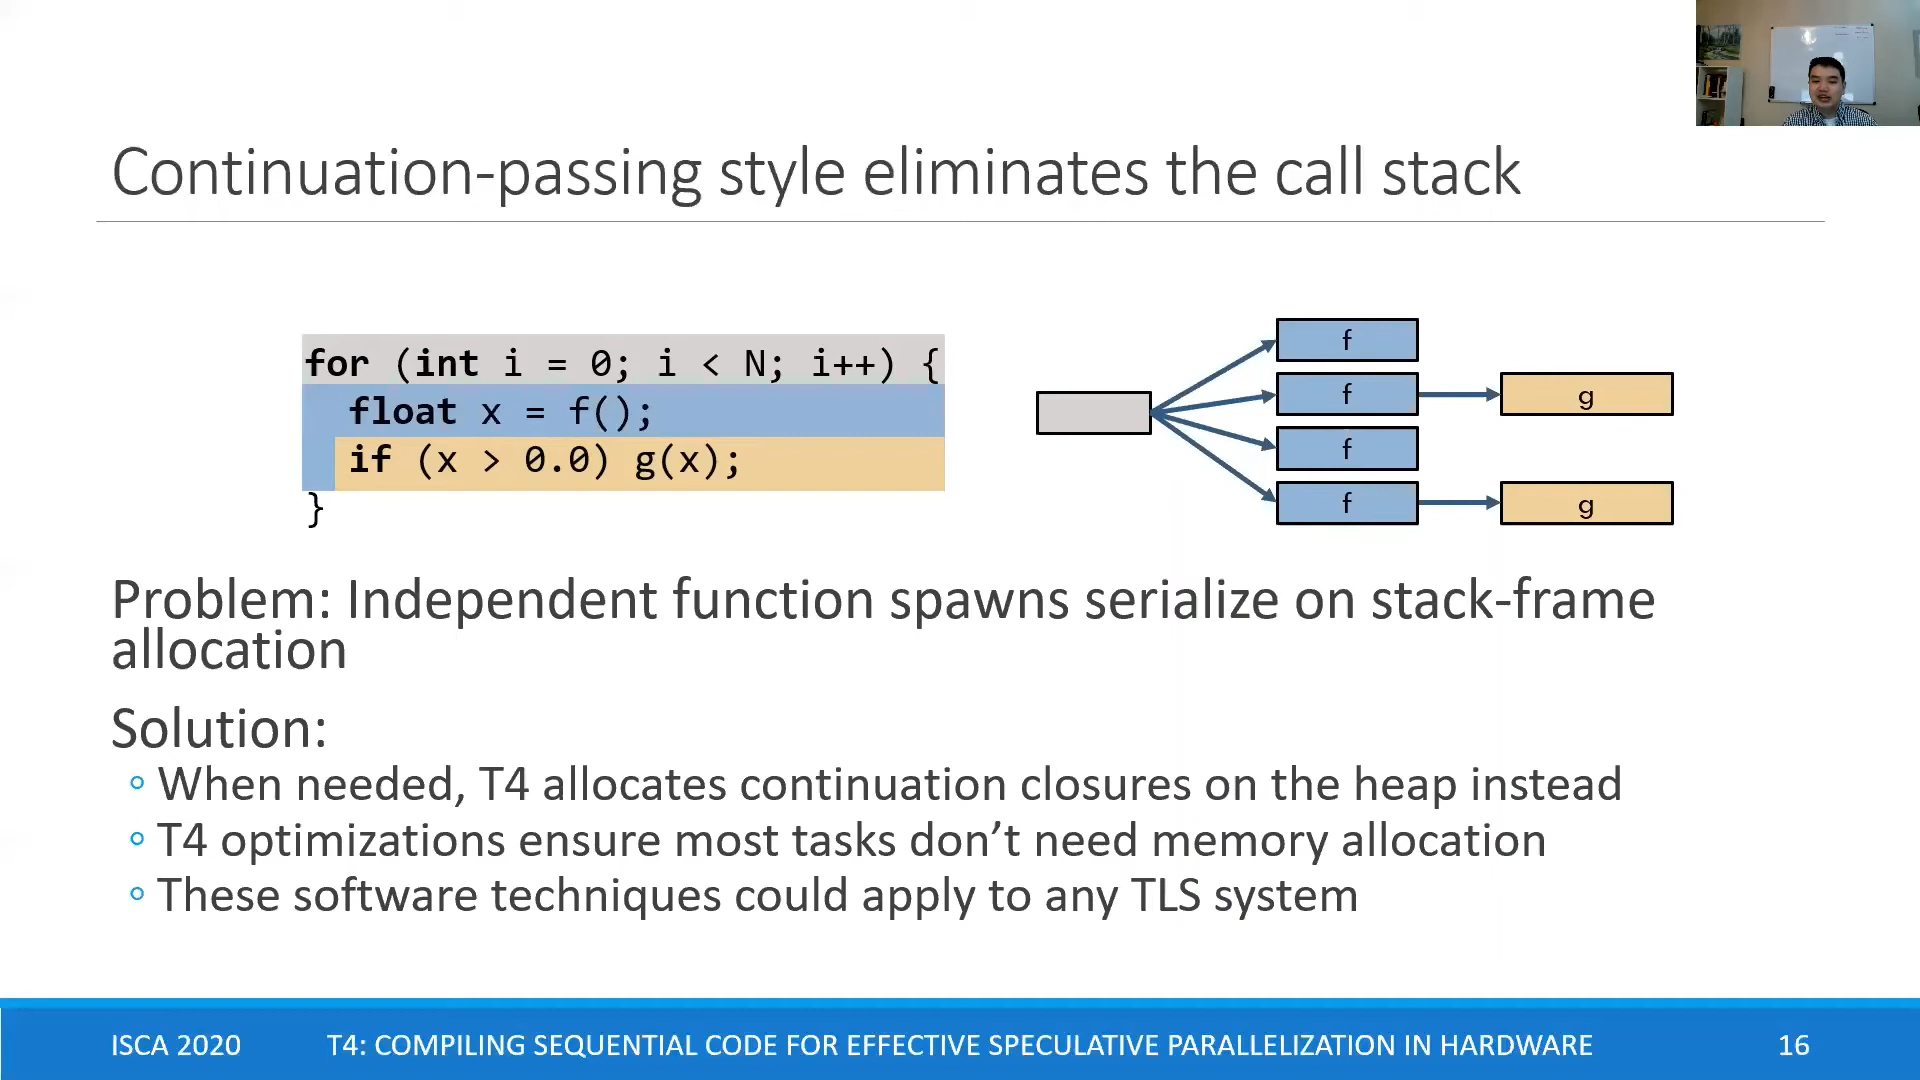 Continuation-passing style eliminates the call stack
for (int i = 0; i < N; i++) {
float x = f();
if (x > 0.0) g(x);
}
f
f
g
f
f
g
Problem: Independent function spawns serialize on stack-frame
allocation
Solution:
◦ When needed, T4 allocates continuation closures on the heap instead
◦ T4 optimizations ensure most tasks don’t need memory allocation
◦ These software techniques could apply to any TLS system
ISCA 2020 T4: COMPILING SEQUENTIAL CODE FOR EFFECTIVE SPECULATIVE PARALLELIZATION IN HARDWARE 16